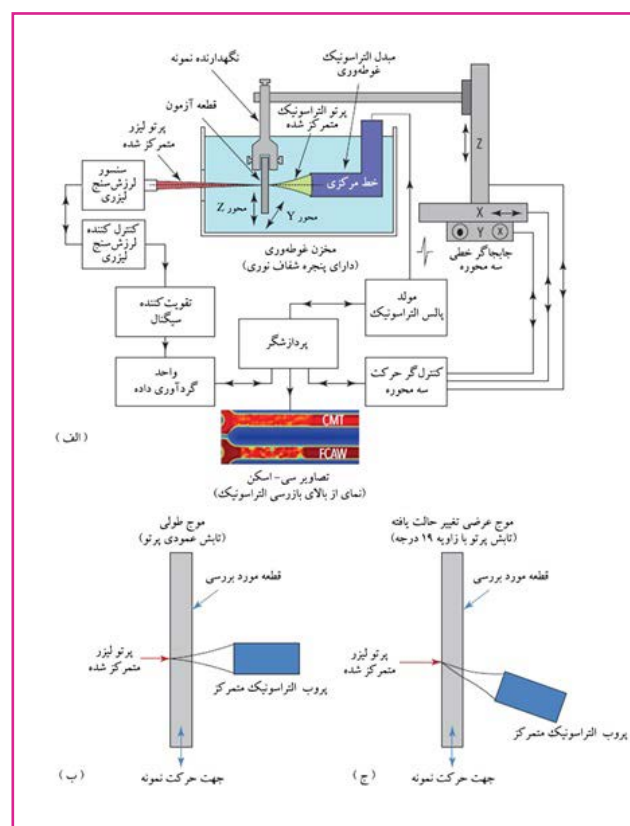 نگهدارنده نمونه
مبدل التراسونیک
غوطه‌وری
قطعه آزمون
پرتو التراسونیک
متمرکز شده
پرتو لیزر
متمرکز شده
سنسور
لرزش‌سنج
لیزری
خط مرکزی
محور Z
محور Y
Z
X
Y
X
مخزن غوطه‌وری
(دارای پنجره شفاف نوری)
جابجاگر خطی
سه محوره
کنترل کننده
لرزش‌سنج
لیزری
تقویت‌کننده
سیگنال
مولد
پالس التراسونیک
پردازشگر
واحد
گردآوری داده
کنترل‌گر حرکت
سه محوره
CMT
FCAW
(الف)
تصاویر سی-اسکن
(نمای از بالای بازرسی التراسونیک)
موج طولی
(تابش عمودی پرتو)
قطعه مورد بررسی
پرتو لیزر
متمرکز شده
پروب التراسونیک متمرکز
جهت حرکت نمونه
(ب)
موج عرضی تغییر حالت یافته
(تابش پرتو با زاویه ۱۹ درجه)
قطعه مورد بررسی
پرتو لیزر
متمرکز شده
پروب التراسونیک متمرکز
جهت حرکت نمونه
(ج)